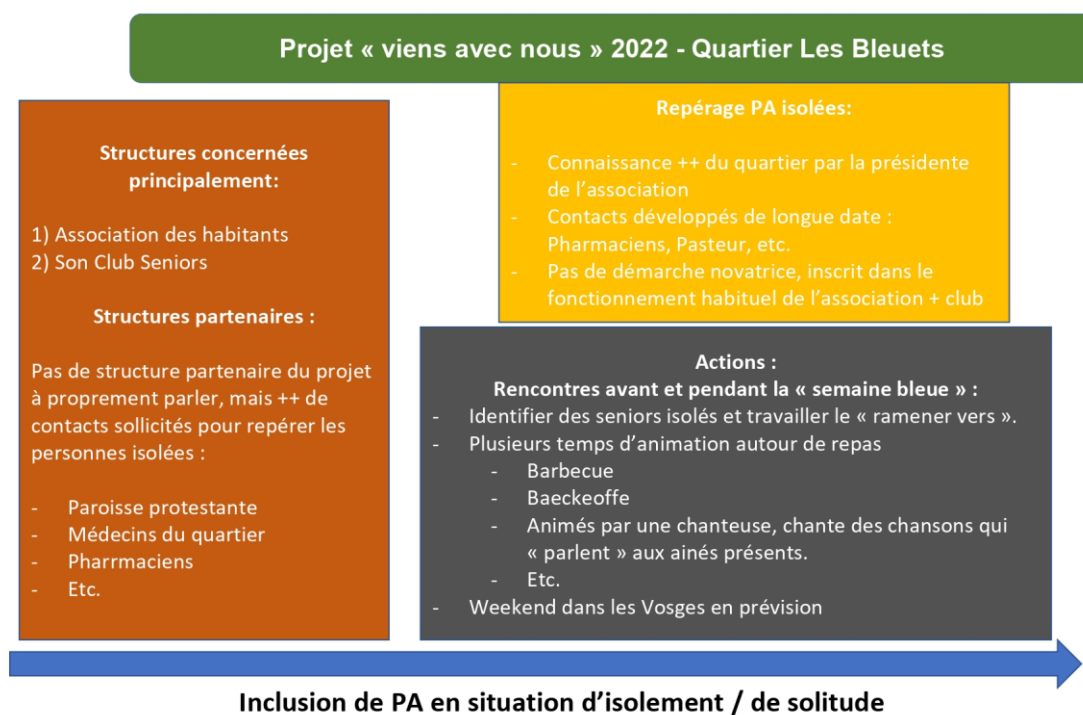 Projet « viens avec nous » 2022 - Quartier Les Bleuets
Structures concernées
principalement:
1) Association des habitants
2) Son Club Seniors
Structures partenaires :
Pas de structure partenaire du projet
à proprement parler, mais ++ de
contacts sollicités pour repérer les
personnes isolées :
- Paroisse protestante
- Médecins du quartier
- Pharrmaciens
- Etc.
Repérage PA isolées:
- Connaissance ++ du quartier par la présidente
de l’association
- Contacts développés de longue date :
Pharmaciens, Pasteur, etc.
- Pas de démarche novatrice, inscrit dans le
fonctionnement habituel de l’association + club
Actions :
Rencontres avant et pendant la « semaine bleue » :
- Identifier des seniors isolés et travailler le « ramener vers ».
- Plusieurs temps d’animation autour de repas
- Barbecue
- Baeckeoffe
- Animés par une chanteuse, chante des chansons qui
« parlent » aux ainés présents.
- Etc.
- Weekend dans les Vosges en prévision
Inclusion de PA en situation d’isolement / de solitude